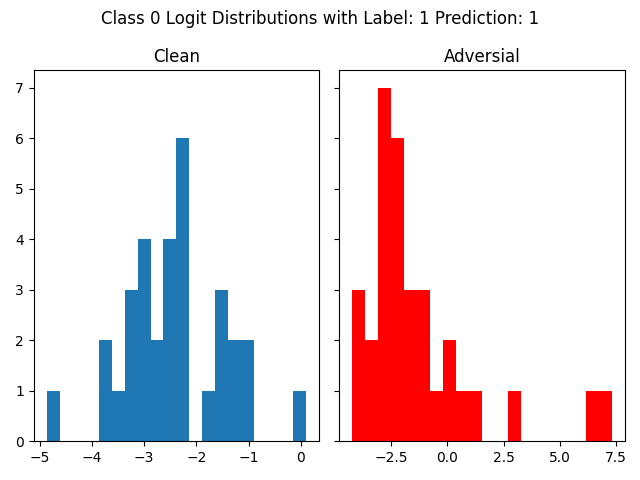 Class 0 Logit Distributions with Label: 1 Prediction: 1
Clean
Adversial
7
6
5
4
3
2
1
0
−5 −4 −3 −2 −1 0
−2.5 0.0 2.5 5.0 7.5